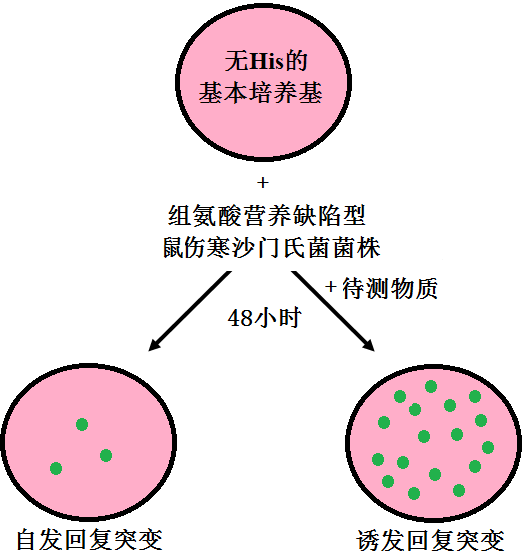 无His的
基本培养基
+
组氨酸营养缺陷型
鼠伤寒沙门氏菌菌株
+待测物质
48小时
自发回复突变
诱发回复突变